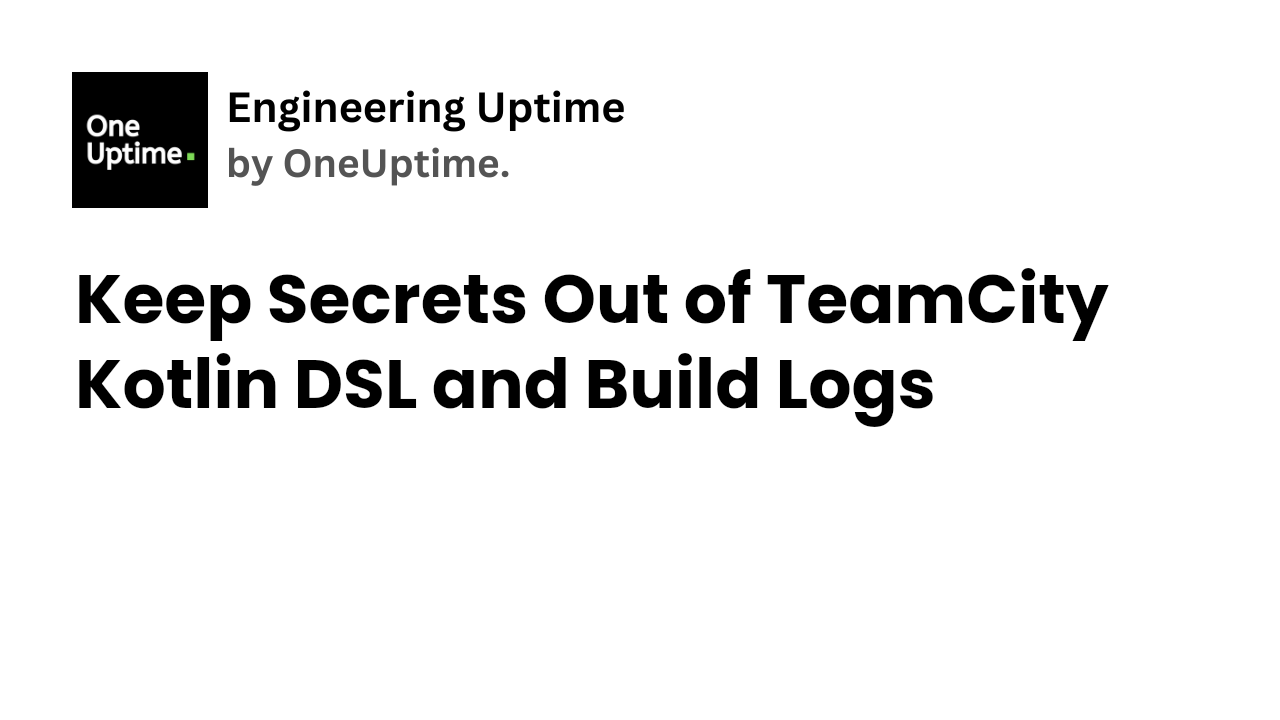 One
Uptime
Engineering Uptime
by OneUptime.
Keep Secrets Out of TeamCity
Kotlin DSL and Build Logs